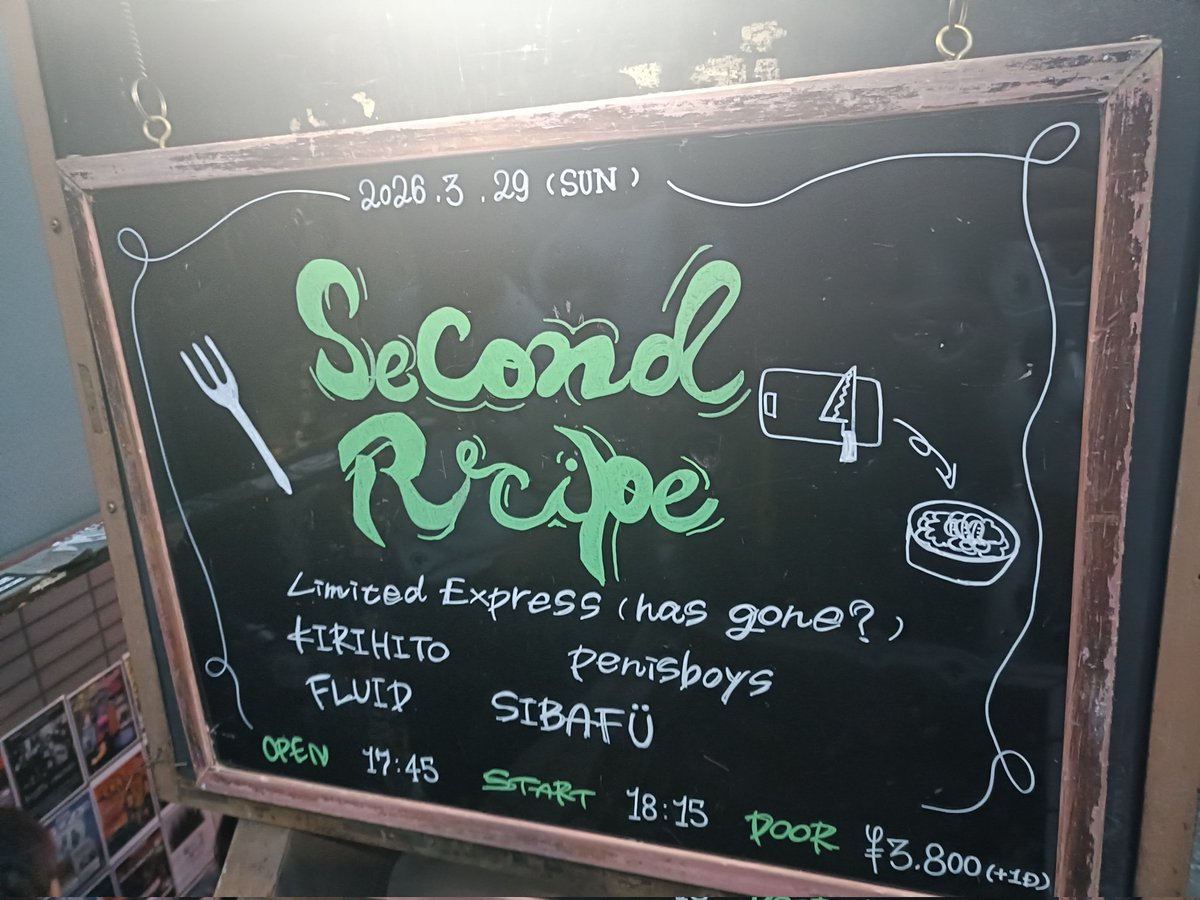 2026.3.29 (SUN)
Second
Recipe
Limited Express (has gone?)
KIRIHITO penisboys
FLUID SIBAFÜ
OPEN 17:45 START 18:15 DOOR ¥3.800 (+1D)